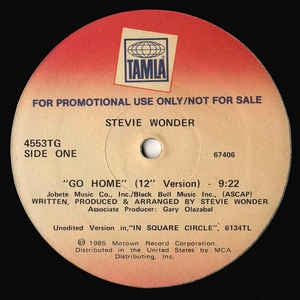 TAMLA
FOR PROMOTIONAL USE ONLY/NOT FOR SALE
STEVIE WONDER
4553TG
SIDE ONE
67406
"GO HOME" (12" Version) - 9:22
Jobete Music Co., Inc./Black Bull Music Inc., (ASCAP)
WRITTEN, PRODUCED & ARRANGED BY STEVIE WONDER
Associate Producer: Gary Olazabal
Unedited Version in, "IN SQUARE CIRCLE", 6134TL
℗ 1985 Motown Record Corporation
Distributed in the United States by MCA
Distributing, Inc.